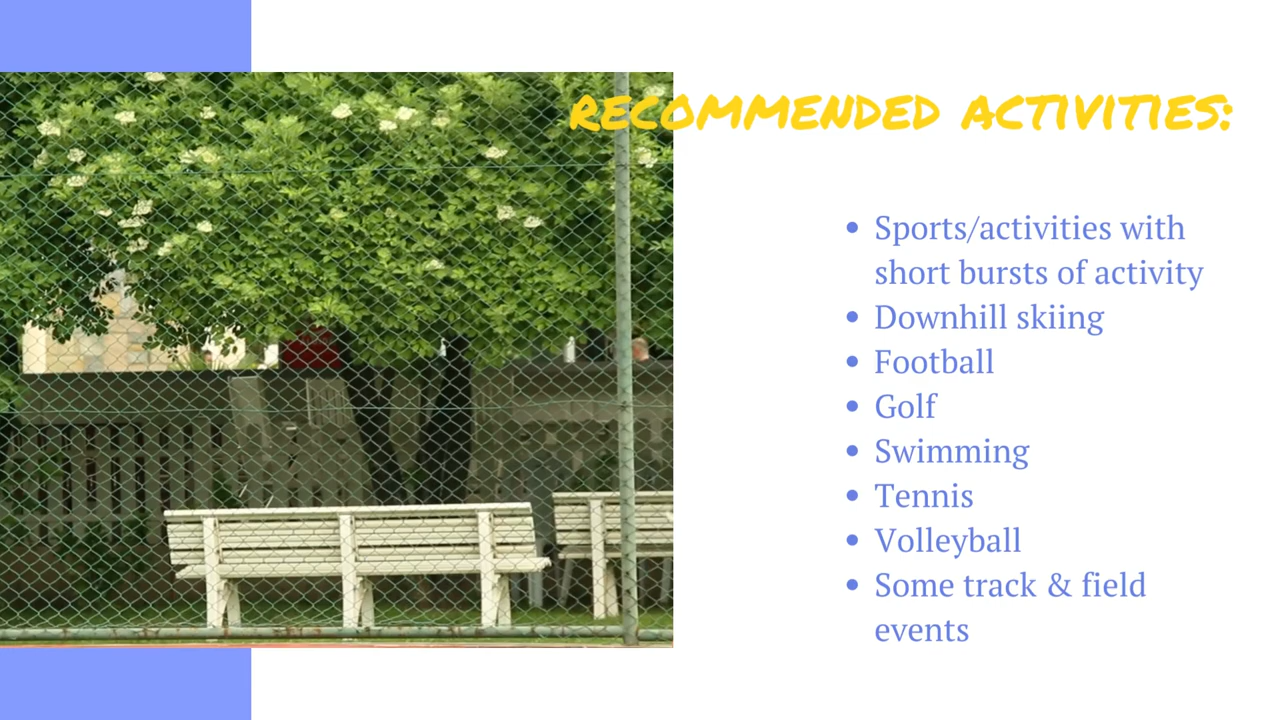 RECOMMENDED ACTIVITIES:
• Sports/activities with
short bursts of activity
• Downhill skiing
• Football
• Golf
• Swimming
• Tennis
• Volleyball
• Some track & field
events